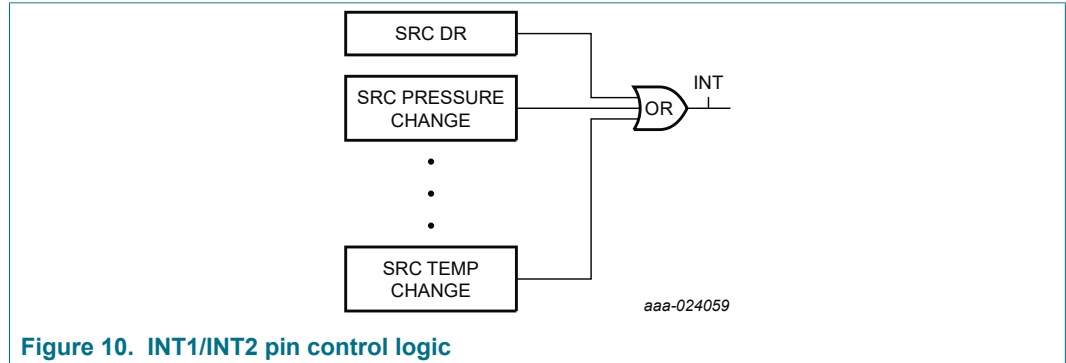 SRC DR
SRC PRESSURE
CHANGE
INT
OR
SRC TEMP
CHANGE
aaa-024059
Figure 10. INT1/INT2 pin control logic